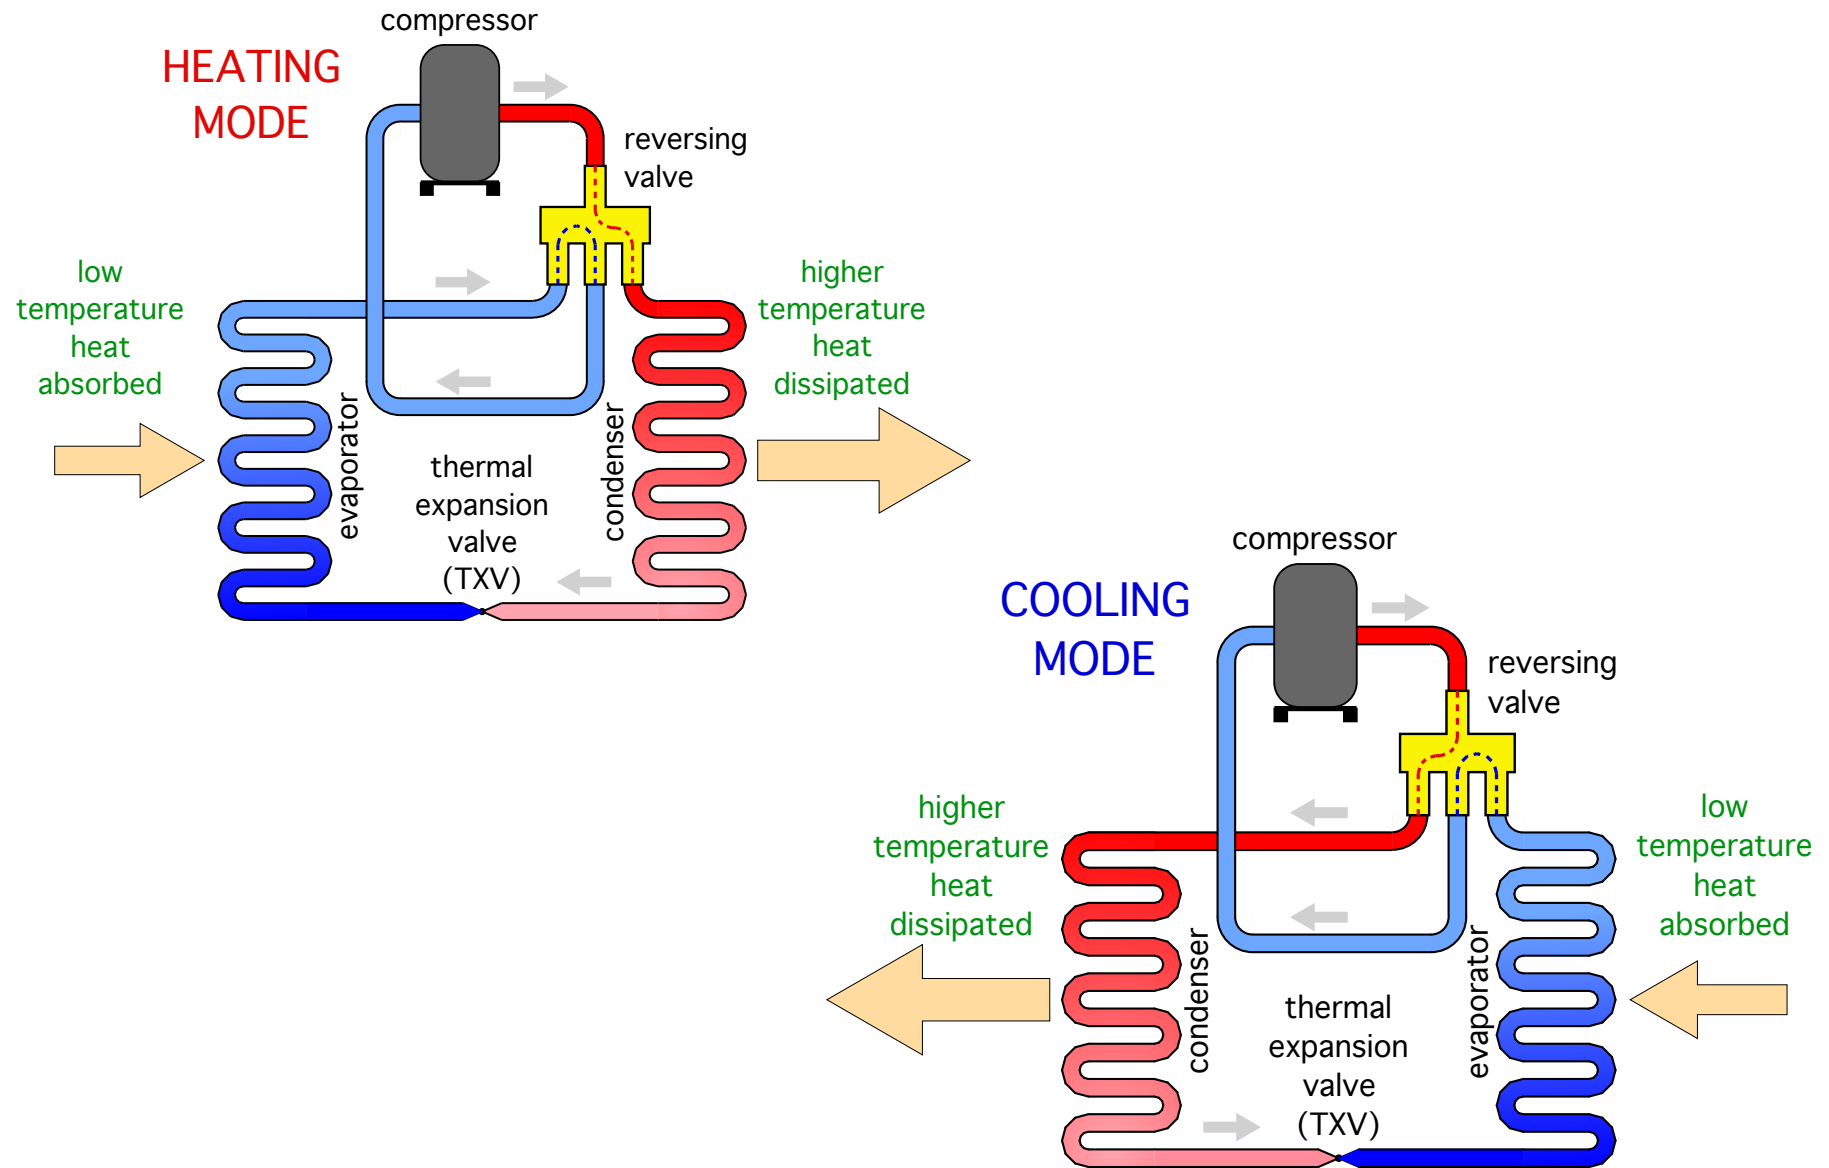 compressor
HEATING
MODE
reversing
valve
low
temperature
heat
absorbed
higher
temperature
heat
dissipated
evaporator
condenser
thermal
expansion
valve
(TXV)
compressor
COOLING
MODE
reversing
valve
higher
temperature
heat
dissipated
low
temperature
heat
absorbed
condenser
evaporator
thermal
expansion
valve
(TXV)